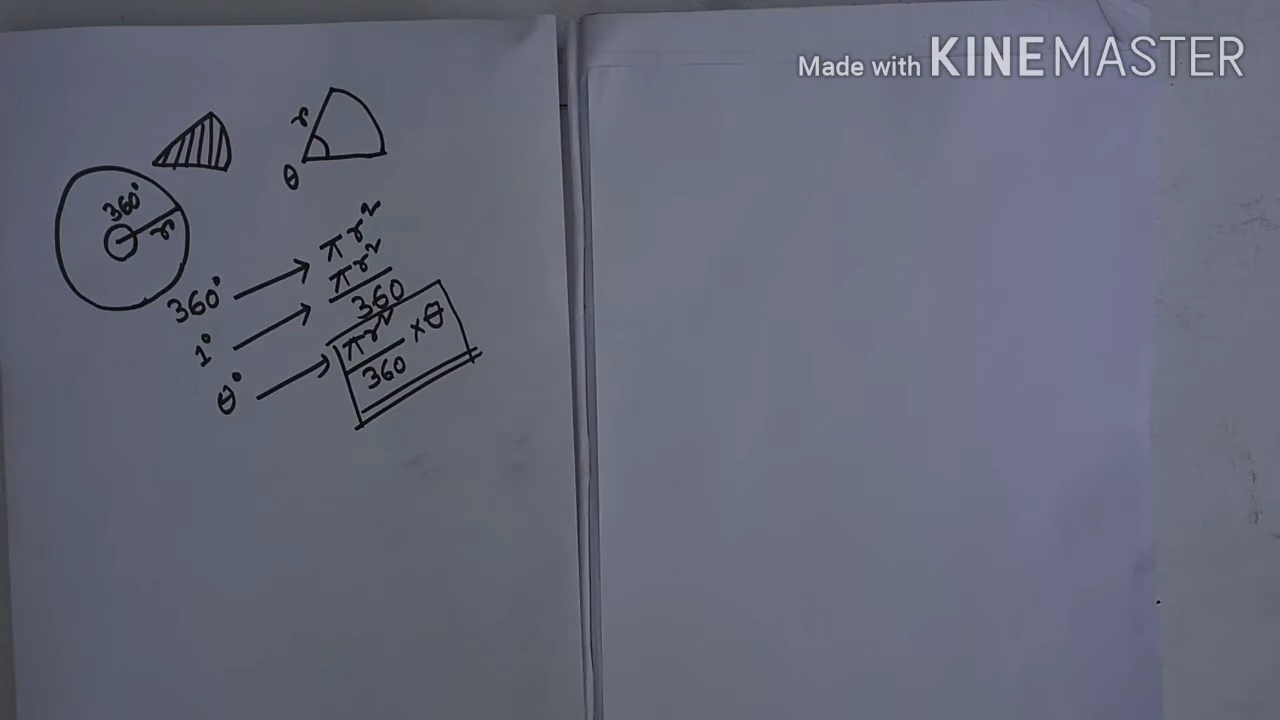 Made with KINEMASTER
r
θ
360°
r
360° → πr²
1° → πr²/360
θ° → πr²/360 × θ